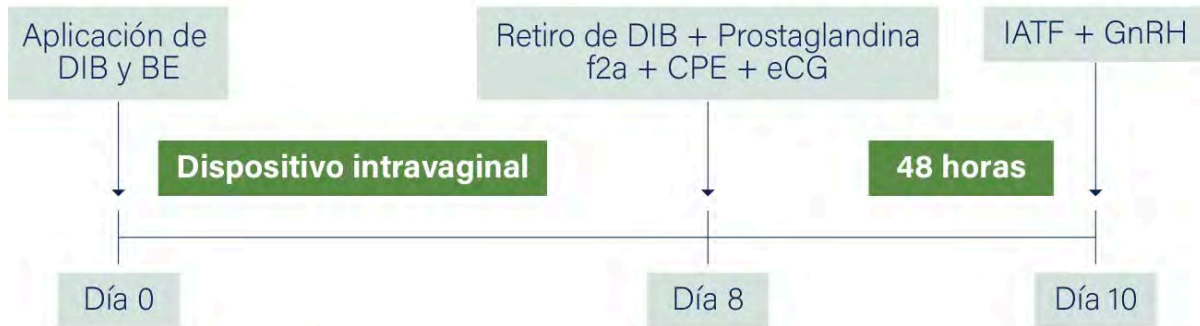 Aplicación de
DIB y BE
Retiro de DIB + Prostaglandina
f2a + CPE + eCG
IATF + GnRH
Dispositivo intravaginal
48 horas
Día 0
Día 8
Día 10